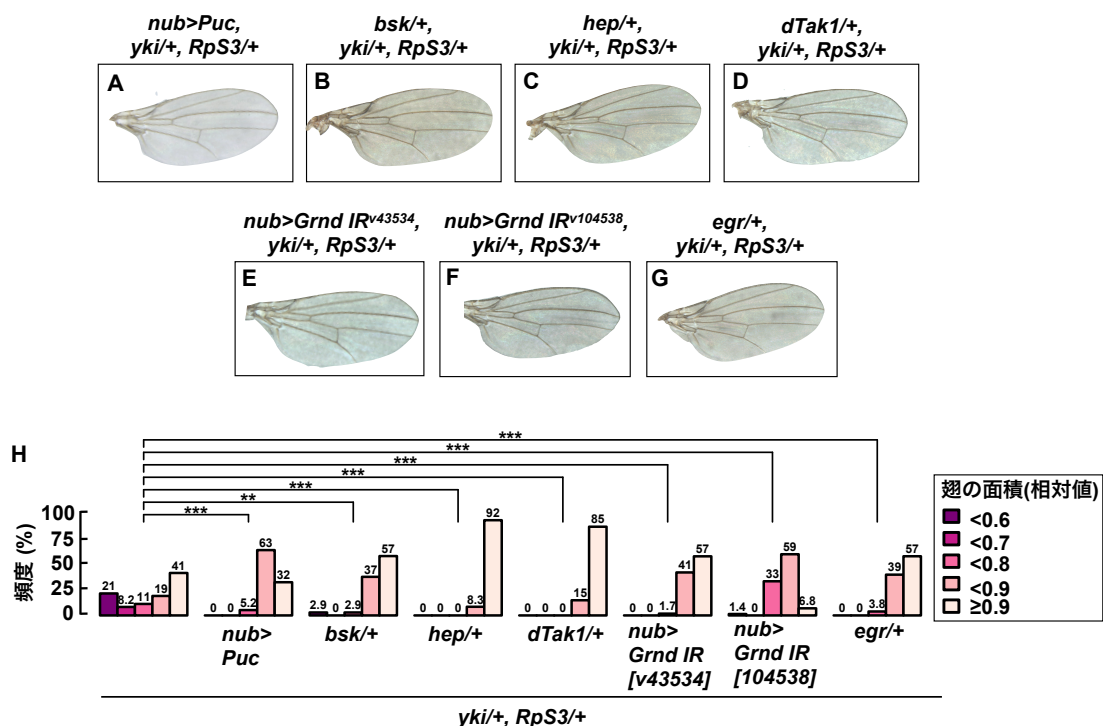 nub>Puc,
yki/+, RpS3/+
bsk/+,
yki/+, RpS3/+
hep/+,
yki/+, RpS3/+
dTak1/+,
yki/+, RpS3/+
A
B
C
D
nub>Grnd IRv43534,
yki/+, RpS3/+
nub>Grnd IRv104538,
yki/+, RpS3/+
egr/+,
yki/+, RpS3/+
E
F
G
H
***
***
***
***
***
**
***
頻度 (%)
100
75
50
25
0
21 8.2 11 19 41
0 0 5.2 63 32
2.9 0 2.9 37 57
0 0 0 8.3 92
0 0 0 15 85
0 0 1.7 41 57
1.4 0 33 59 6.8
0 0 3.8 39 57
nub>
Puc
bsk/+
hep/+
dTak1/+
nub>
Grnd IR
[v43534]
nub>
Grnd IR
[104538]
egr/+
yki/+, RpS3/+
翅の面積(相対値)
<0.6
<0.7
<0.8
<0.9
≥0.9